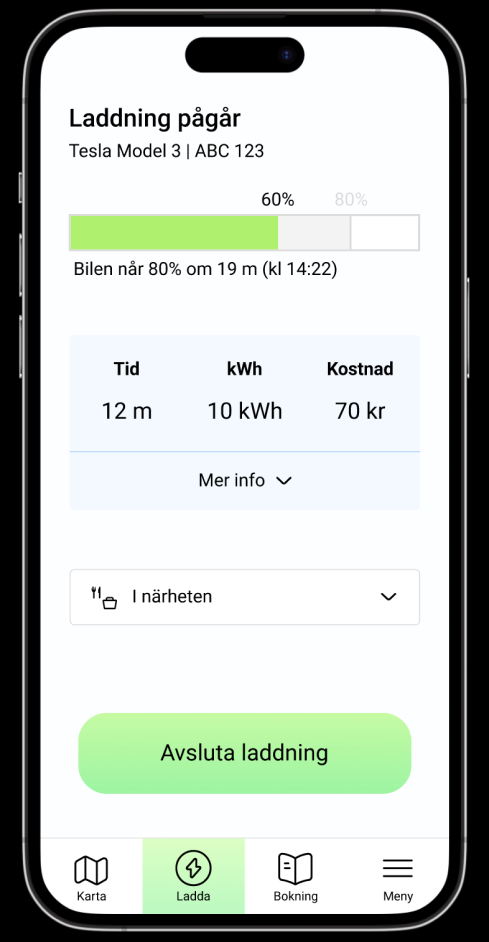 Laddning pågår
Tesla Model 3 | ABC 123
60% 80%
Bilen når 80% om 19 m (kl 14:22)
Tid kWh Kostnad
12 m 10 kWh 70 kr
Mer info
I närheten
Avsluta laddning
Karta Ladda Bokning Meny